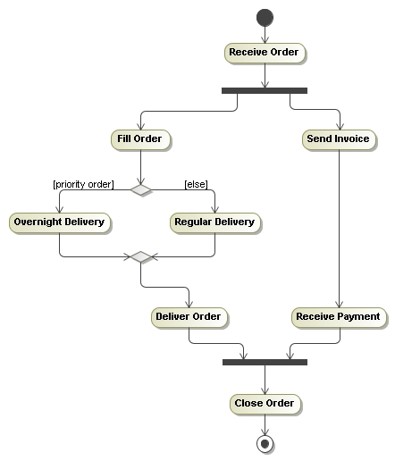 Receive Order
Fill Order
Send Invoice
[priority order]
[else]
Overnight Delivery
Regular Delivery
Deliver Order
Receive Payment
Close Order